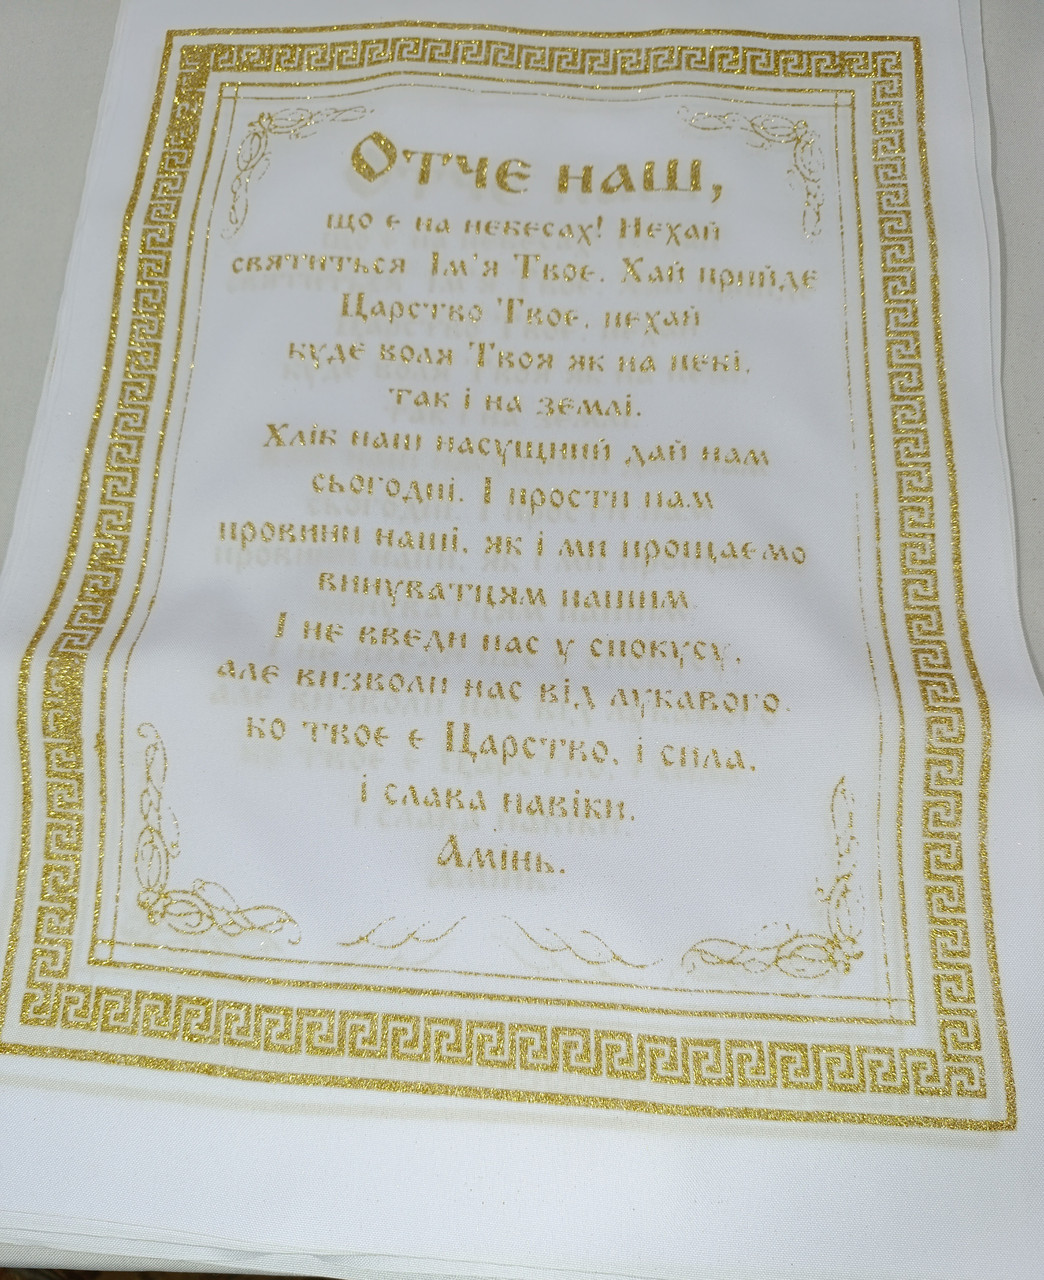 Отче наш,
що є на небесах! Нехай
святиться Ім'я Твоє. Хай прийде
Царство Твоє, нехай
буде воля Твоя як на небі,
так і на землі.
Хліб наш насущний дай нам
сьогодні. І прости нам
провини наші, як і ми прощаємо
винуватцям нашим.
І не введи нас у спокусу,
але визволи нас від лукавого.
Бо твоє є Царство, і сила,
і слава навіки.
Амінь.